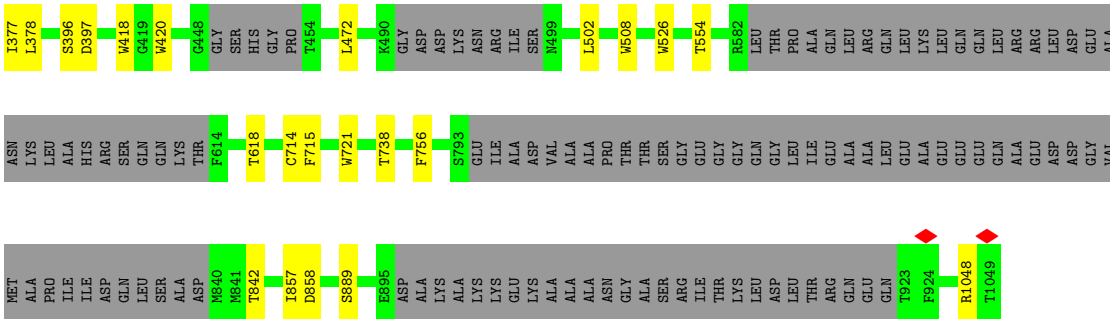 I377 L378 S396 D397 W418 G419 W420 G448 GLY SER HIS GLY PRO T454 L472 K490 GLY ASP ASP LYS ASN ARG ILE SER N499 L502 W508 W526 T554 R582 LEU THR PRO ALA GLN LEU ARG GLN LEU LYS LEU GLN GLN LEU ARG ARG LEU ASP GLU ALA
ASN LYS LEU ALA HIS ARG SER GLN GLN LYS THR F614 T618 C714 F715 W721 T738 F756 S793 GLU ILE ALA ASP VAL ALA ALA PRO THR THR SER GLY GLU GLY GLY GLN GLY LEU ILE GLU ALA ALA LEU GLU ALA GLU GLU GLU GLN ALA GLU ASP ASP GLY VAL
MET ALA PRO ILE ILE ASP GLN LEU SER ALA ASP M840 M841 T842 I857 D858 S889 E895 ASP ALA LYS ALA LYS LYS GLU LYS ALA ALA ALA ASN GLY ALA SER ARG ILE THR LYS LEU ASP LEU THR ARG GLN GLU GLN T923 F924 R1048 T1049